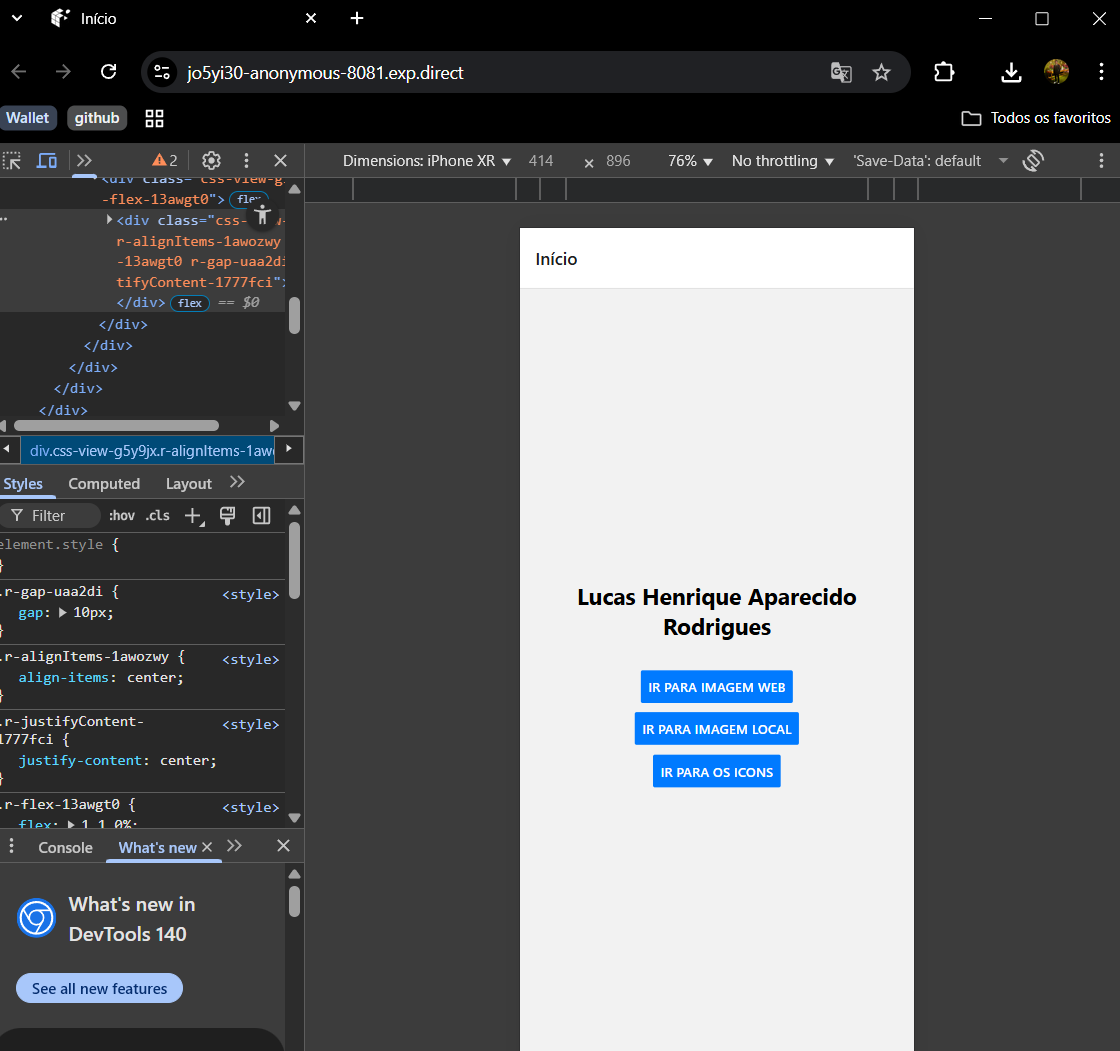 Início
jo5yi30-anonymous-8081.exp.direct
Wallet
github
Todos os favoritos
2
Dimensions: iPhone XR
414
×
896
76%
No throttling
'Save-Data': default
<div class="css-view-g
-flex-13awgt0">
flex
<div class="css-
r-alignItems-1awozwy
-13awgt0 r-gap-uaa2di
tifyContent-1777fci">
</div> flex == $0
</div>
</div>
</div>
</div>
</div>
div.css-view-g5y9jx.r-alignItems-1awo
Styles
Computed
Layout
Filter
:hov
.cls
element.style {
}
.r-gap-uaa2di {
<style>
gap: 10px;
}
.r-alignItems-1awozwy {
<style>
align-items: center;
}
.r-justifyContent-
<style>
1777fci {
justify-content: center;
}
.r-flex-13awgt0 {
<style>
flex: 1 1 0%;
Console
What's new
What's new in
DevTools 140
See all new features
Início
Lucas Henrique Aparecido
Rodrigues
IR PARA IMAGEM WEB
IR PARA IMAGEM LOCAL
IR PARA OS ICONS